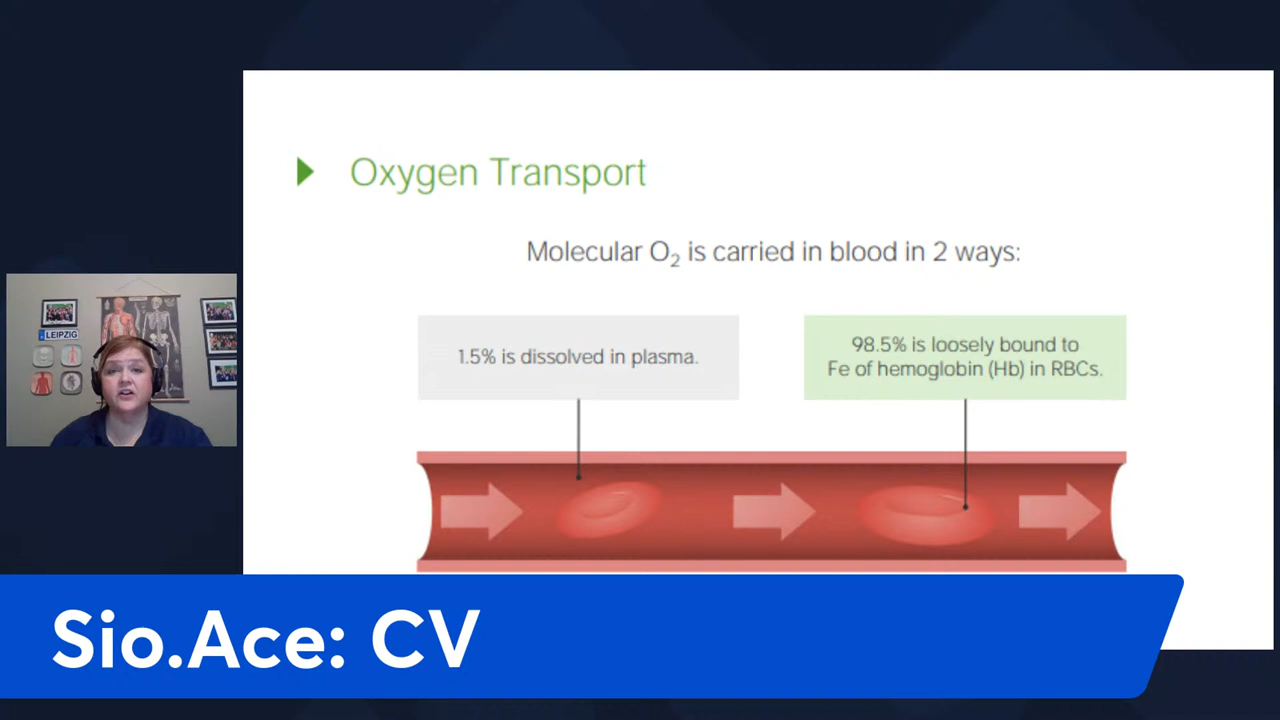 Oxygen Transport
Molecular O₂ is carried in blood in 2 ways:
1.5% is dissolved in plasma.
98.5% is loosely bound to
Fe of hemoglobin (Hb) in RBCs.
LEIPZIG
Sio.Ace: CV